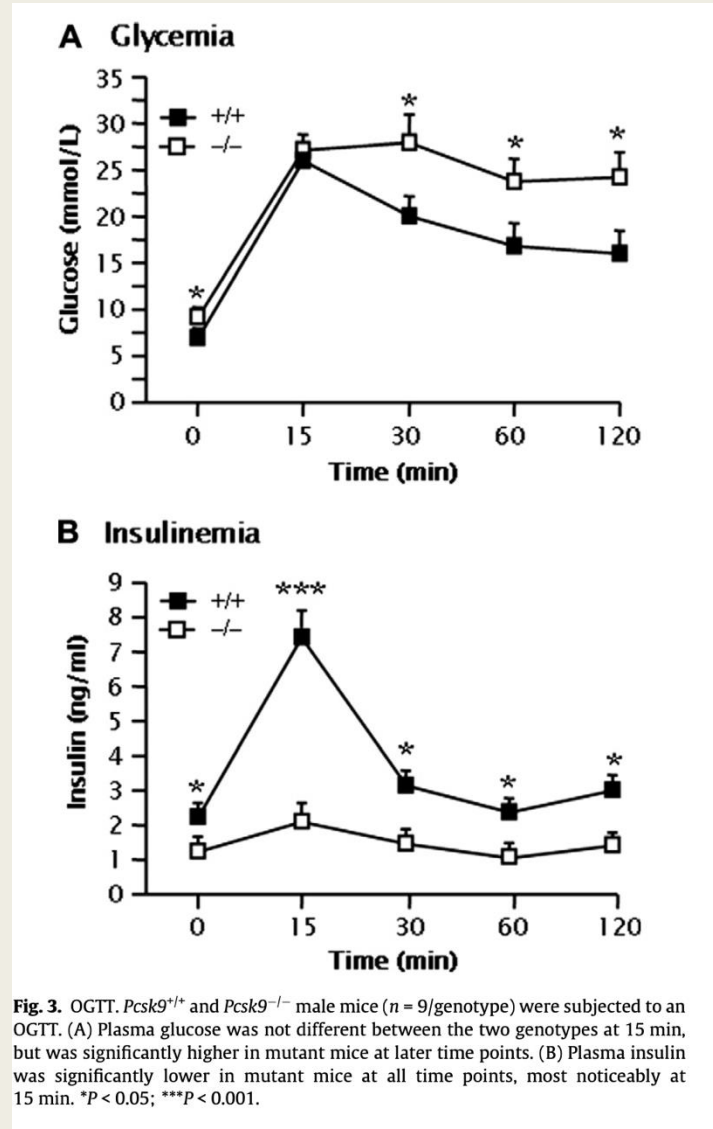 A Glycemia
35
30
25
20
15
10
5
0
Glucose (mmol/L)
+/+
-/-
*
*
*
*
0 15 30 60 120
Time (min)
B Insulinemia
9
8
7
6
5
4
3
2
1
0
Insulin (ng/ml)
+/+
-/-
*
***
*
*
*
0 15 30 60 120
Time (min)
Fig. 3. OGTT. Pcsk9+/+ and Pcsk9−/− male mice (n = 9/genotype) were subjected to an
OGTT. (A) Plasma glucose was not different between the two genotypes at 15 min,
but was significantly higher in mutant mice at later time points. (B) Plasma insulin
was significantly lower in mutant mice at all time points, most noticeably at
15 min. *P < 0.05; ***P < 0.001.